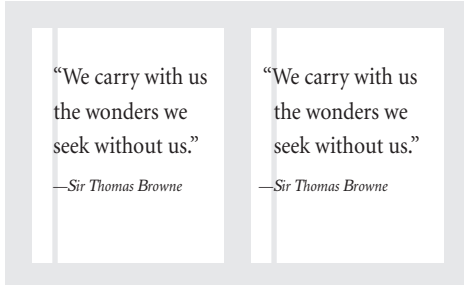 “We carry with us
the wonders we
seek without us.”
—Sir Thomas Browne
“We carry with us
the wonders we
seek without us.”
—Sir Thomas Browne